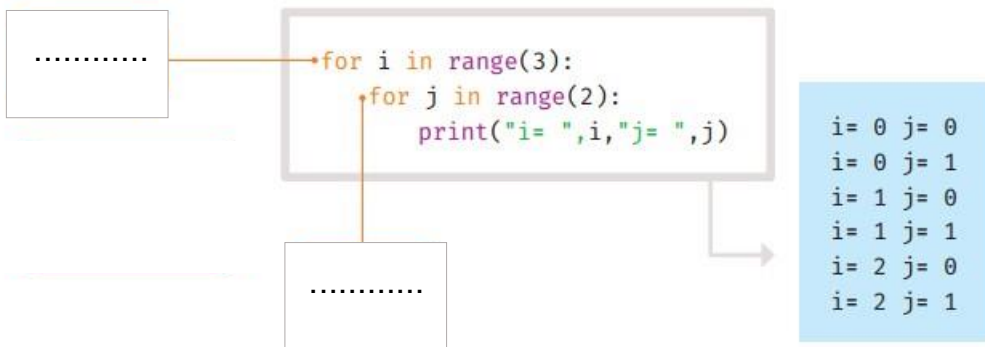 ............
for i in range(3):
for j in range(2):
print("i= ",i,"j= ",j)
i= 0 j= 0
i= 0 j= 1
i= 1 j= 0
i= 1 j= 1
i= 2 j= 0
i= 2 j= 1
............